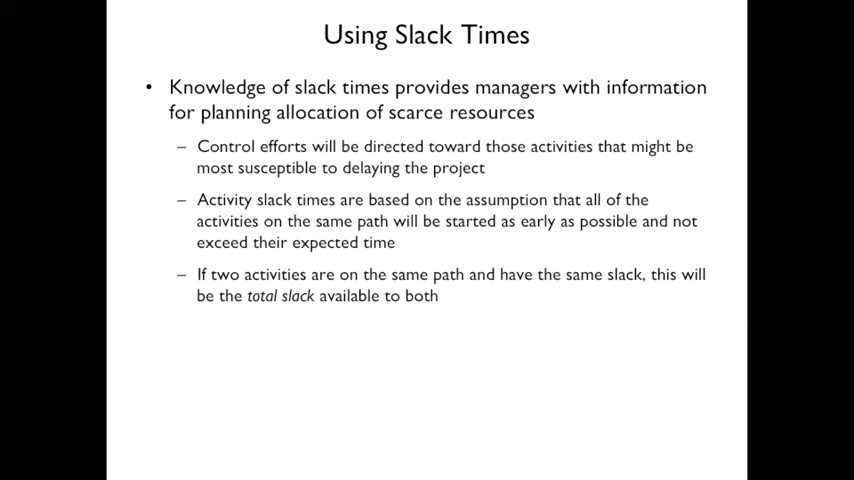 Using Slack Times
• Knowledge of slack times provides managers with information
for planning allocation of scarce resources
– Control efforts will be directed toward those activities that might be
most susceptible to delaying the project
– Activity slack times are based on the assumption that all of the
activities on the same path will be started as early as possible and not
exceed their expected time
– If two activities are on the same path and have the same slack, this will
be the total slack available to both